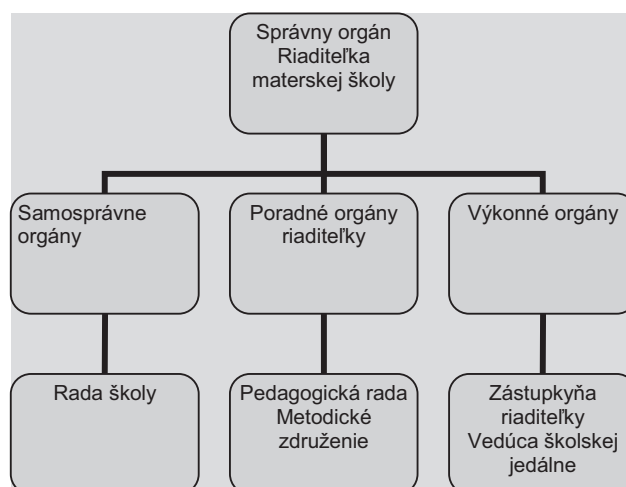 Správny orgán
Riaditeľka
materskej školy
Samosprávne
orgány
Poradné orgány
riaditeľky
Výkonné orgány
Rada školy
Pedagogická rada
Metodické
združenie
Zástupkyňa
riaditeľky
Vedúca školskej
jedálne